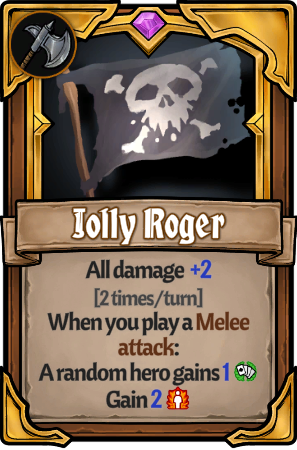 Jolly Roger
All damage +2
[2 times/turn]
When you play a Melee
attack:
A random hero gains 1
Gain 2